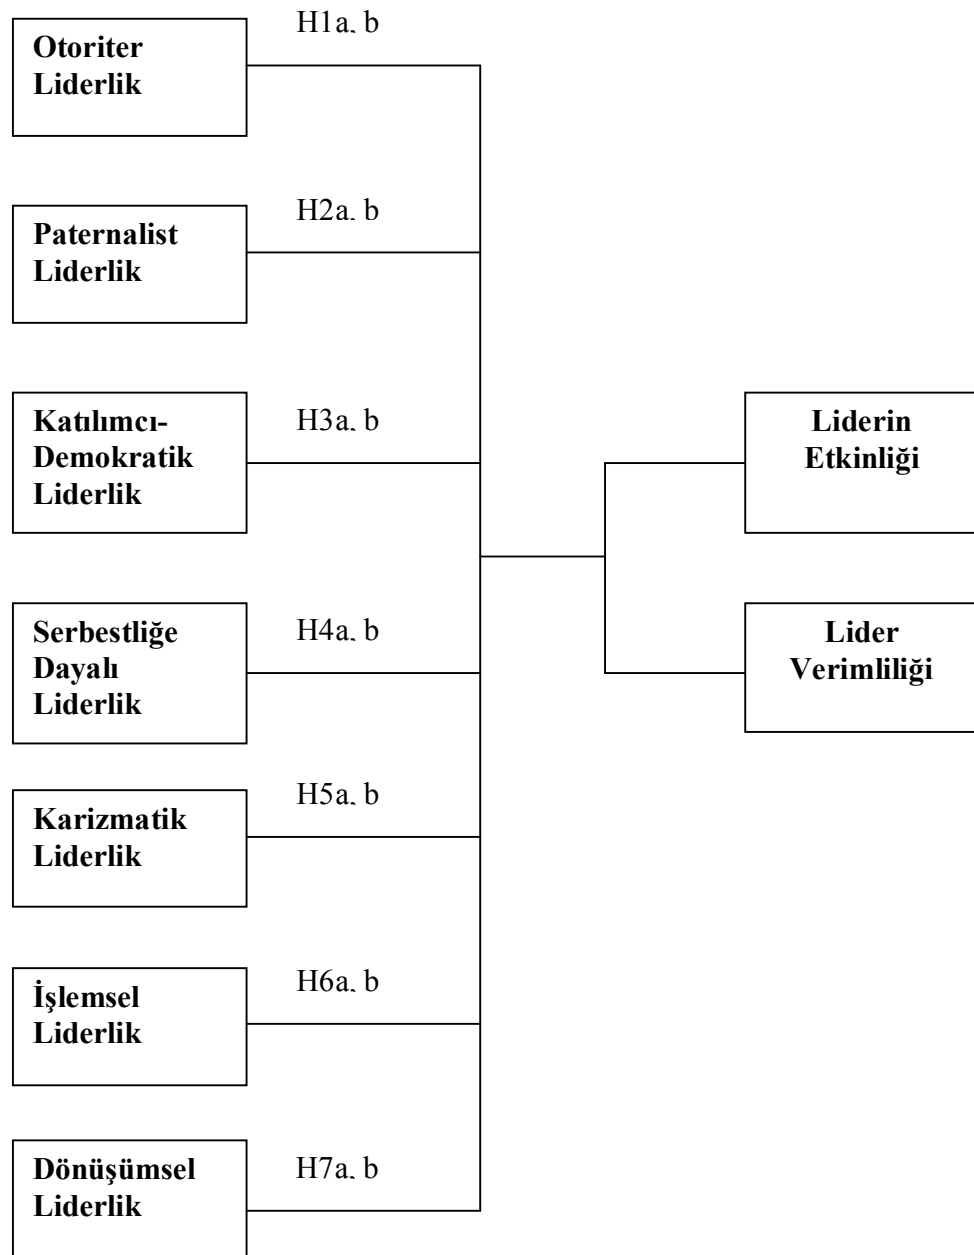 H1a, b
Otoriter
Liderlik
H2a, b
Paternalist
Liderlik
H3a, b
Katılımcı-
Demokratik
Liderlik
Liderin
Etkinliği
H4a, b
Serbestliğe
Dayalı
Liderlik
Lider
Verimliliği
H5a, b
Karizmatik
Liderlik
H6a, b
İşlemsel
Liderlik
H7a, b
Dönüşümsel
Liderlik